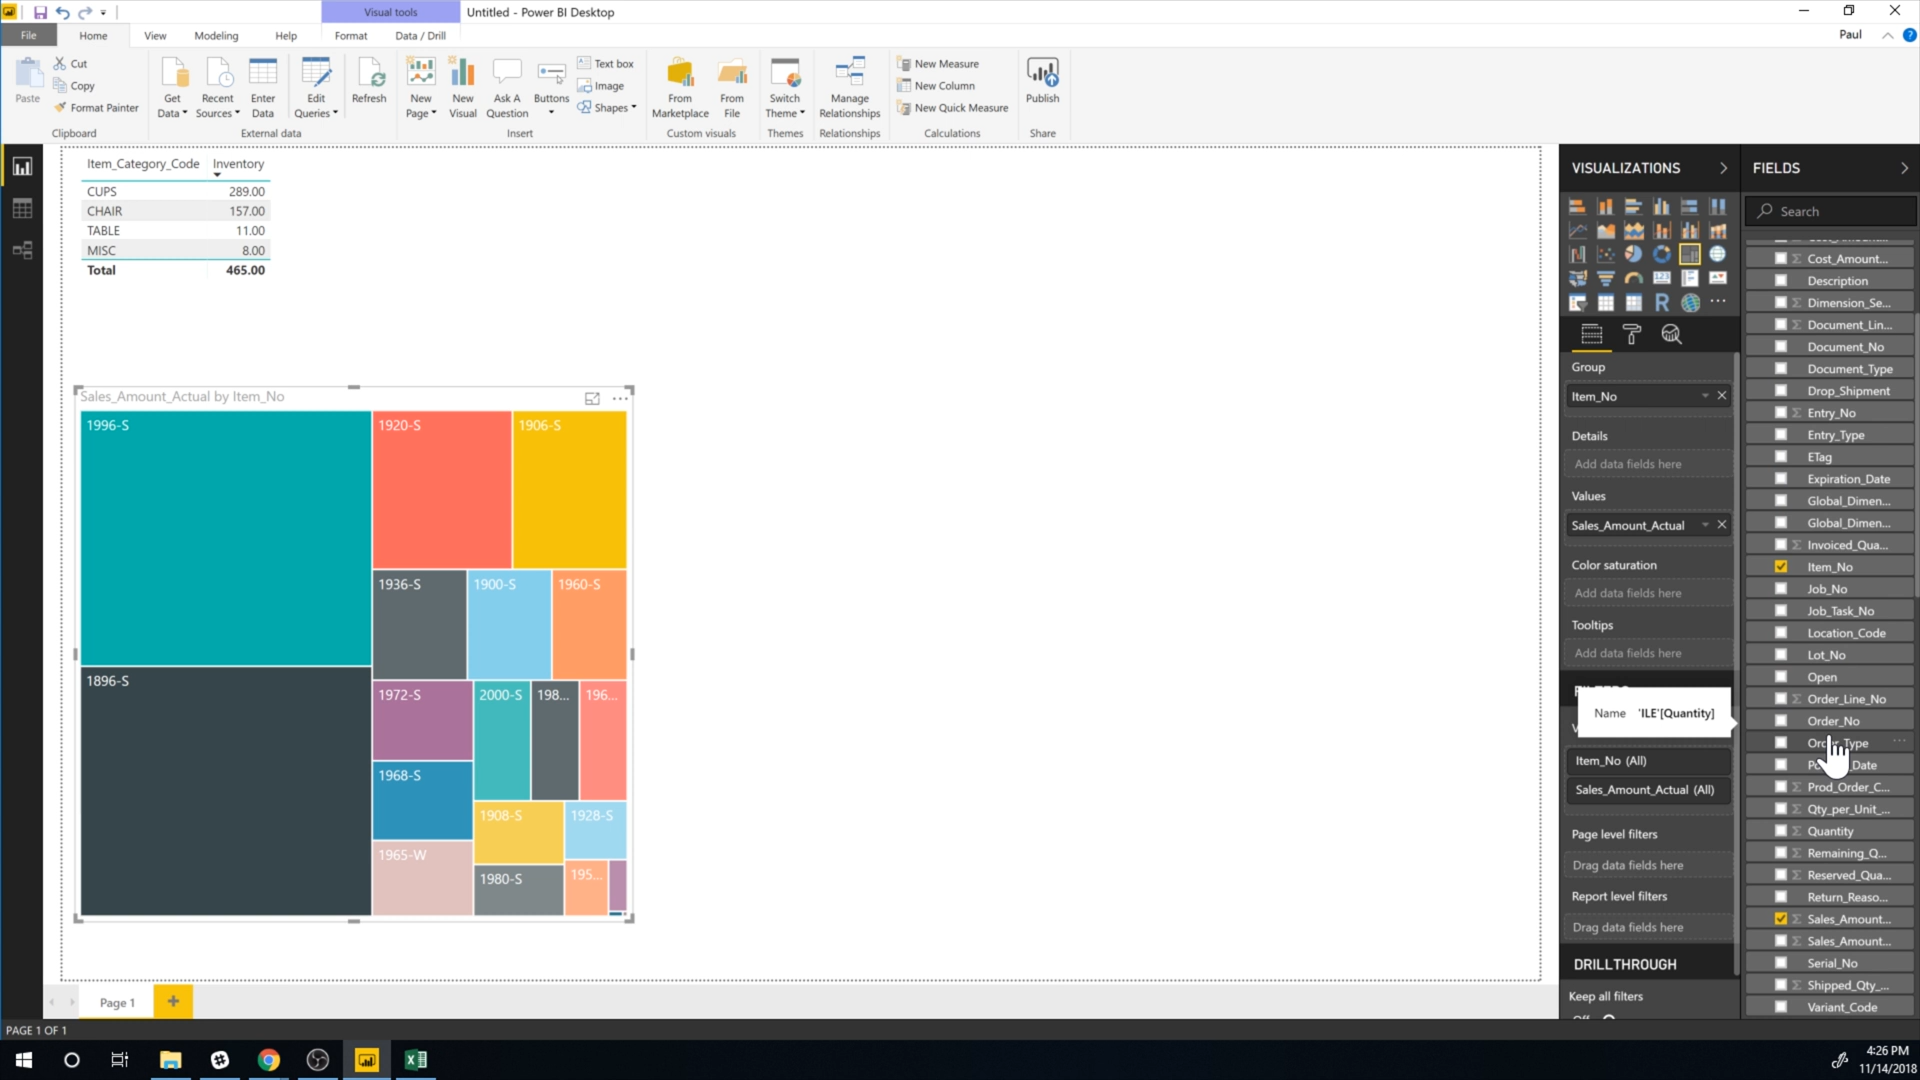 Visual tools
Untitled - Power BI Desktop
File
Home
View
Modeling
Help
Format
Data / Drill
Paul
Paste
Cut
Copy
Format Painter
Clipboard
Get Data
Recent Sources
Enter Data
External data
Edit Queries
Refresh
New Page
New Visual
Ask A Question
Buttons
Text box
Image
Shapes
Insert
From Marketplace
From File
Custom visuals
Switch Theme
Themes
Manage Relationships
Relationships
New Measure
New Column
New Quick Measure
Calculations
Publish
Share
Item_Category_Code Inventory
CUPS 289.00
CHAIR 157.00
TABLE 11.00
MISC 8.00
Total 465.00
Sales_Amount_Actual by Item_No
1996-S
1920-S
1906-S
1936-S
1900-S
1960-S
1896-S
1972-S
2000-S
198...
196...
1968-S
1908-S
1928-S
1965-W
1980-S
195...
VISUALIZATIONS
123
R
Group
Item_No
Details
Add data fields here
Values
Sales_Amount_Actual
Color saturation
Add data fields here
Tooltips
Add data fields here
Name 'ILE'[Quantity]
Item_No (All)
Sales_Amount_Actual (All)
Page level filters
Drag data fields here
Report level filters
Drag data fields here
DRILLTHROUGH
Keep all filters
Off
FIELDS
Search
Cost_Amount...
Description
Dimension_Se...
Document_Lin...
Document_No
Document_Type
Drop_Shipment
Entry_No
Entry_Type
ETag
Expiration_Date
Global_Dimen...
Global_Dimen...
Invoiced_Qua...
Item_No
Job_No
Job_Task_No
Location_Code
Lot_No
Open
Order_Line_No
Order_No
Order_Type
Prod_Order_C...
Qty_per_Unit_...
Quantity
Remaining_Q...
Reserved_Qua...
Return_Reaso...
Sales_Amount...
Sales_Amount...
Serial_No
Shipped_Qty_...
Variant_Code
Page 1
PAGE 1 OF 1
4:26 PM
11/14/2018